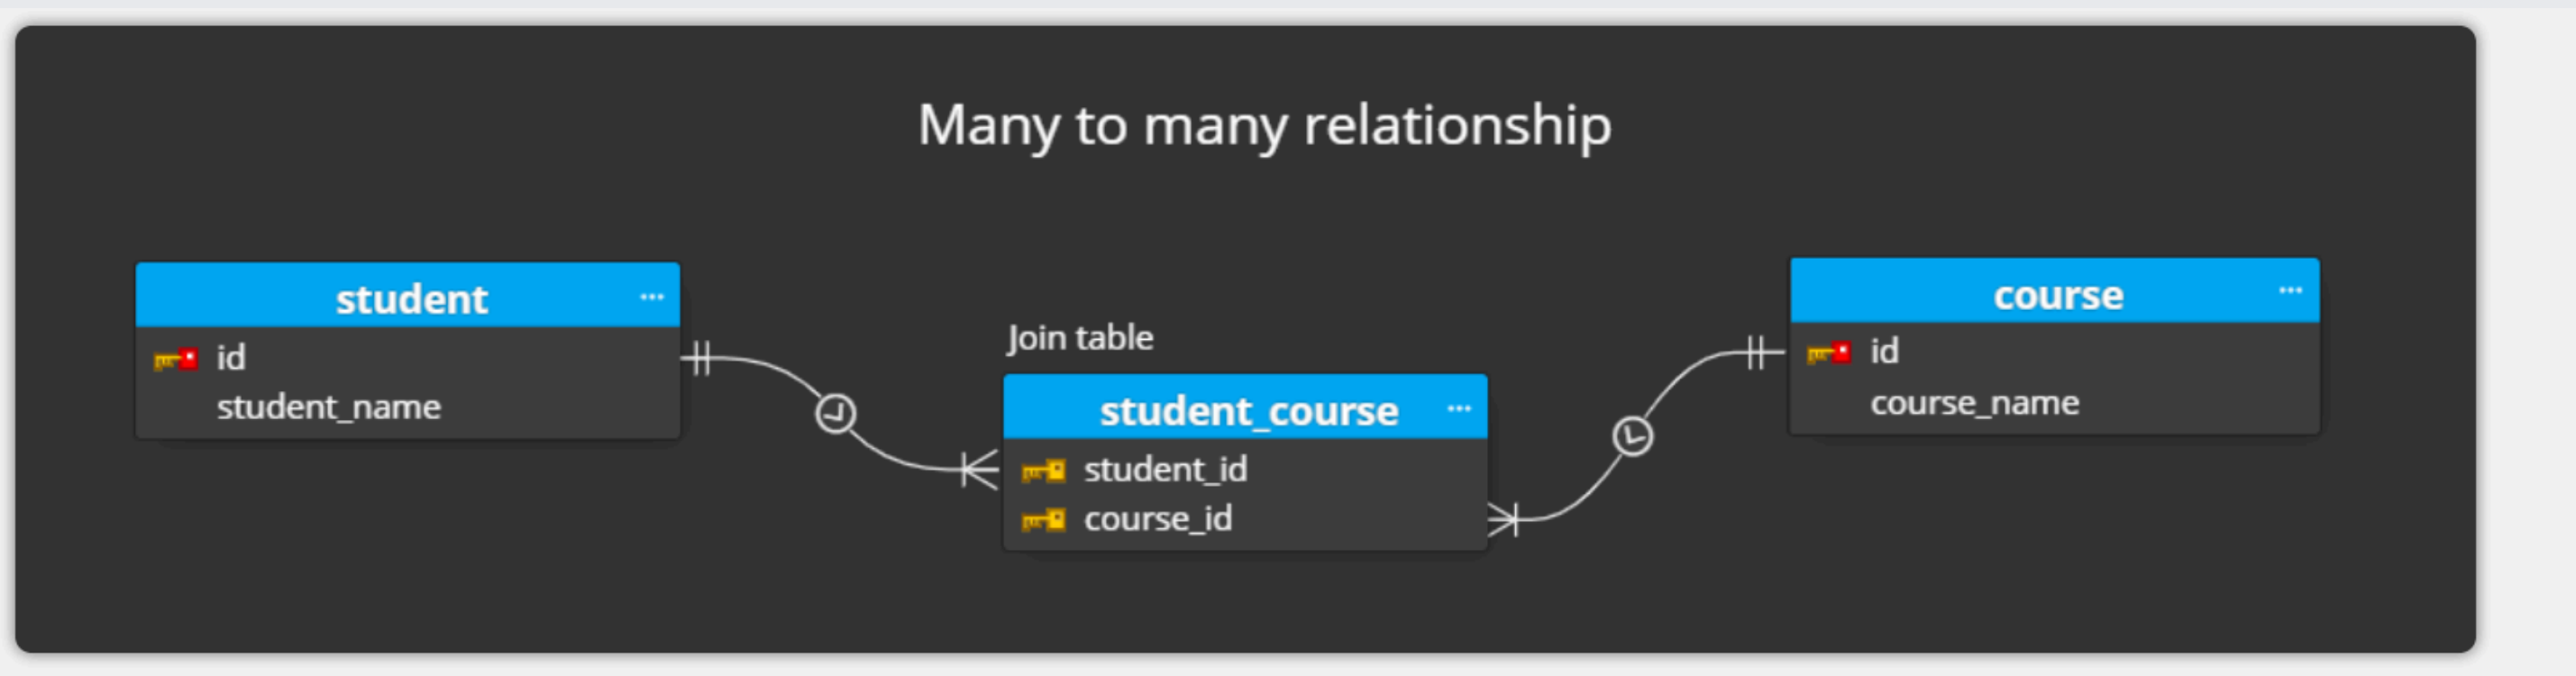 Many to many relationship
student
id
student_name
Join table
student_course
student_id
course_id
course
id
course_name